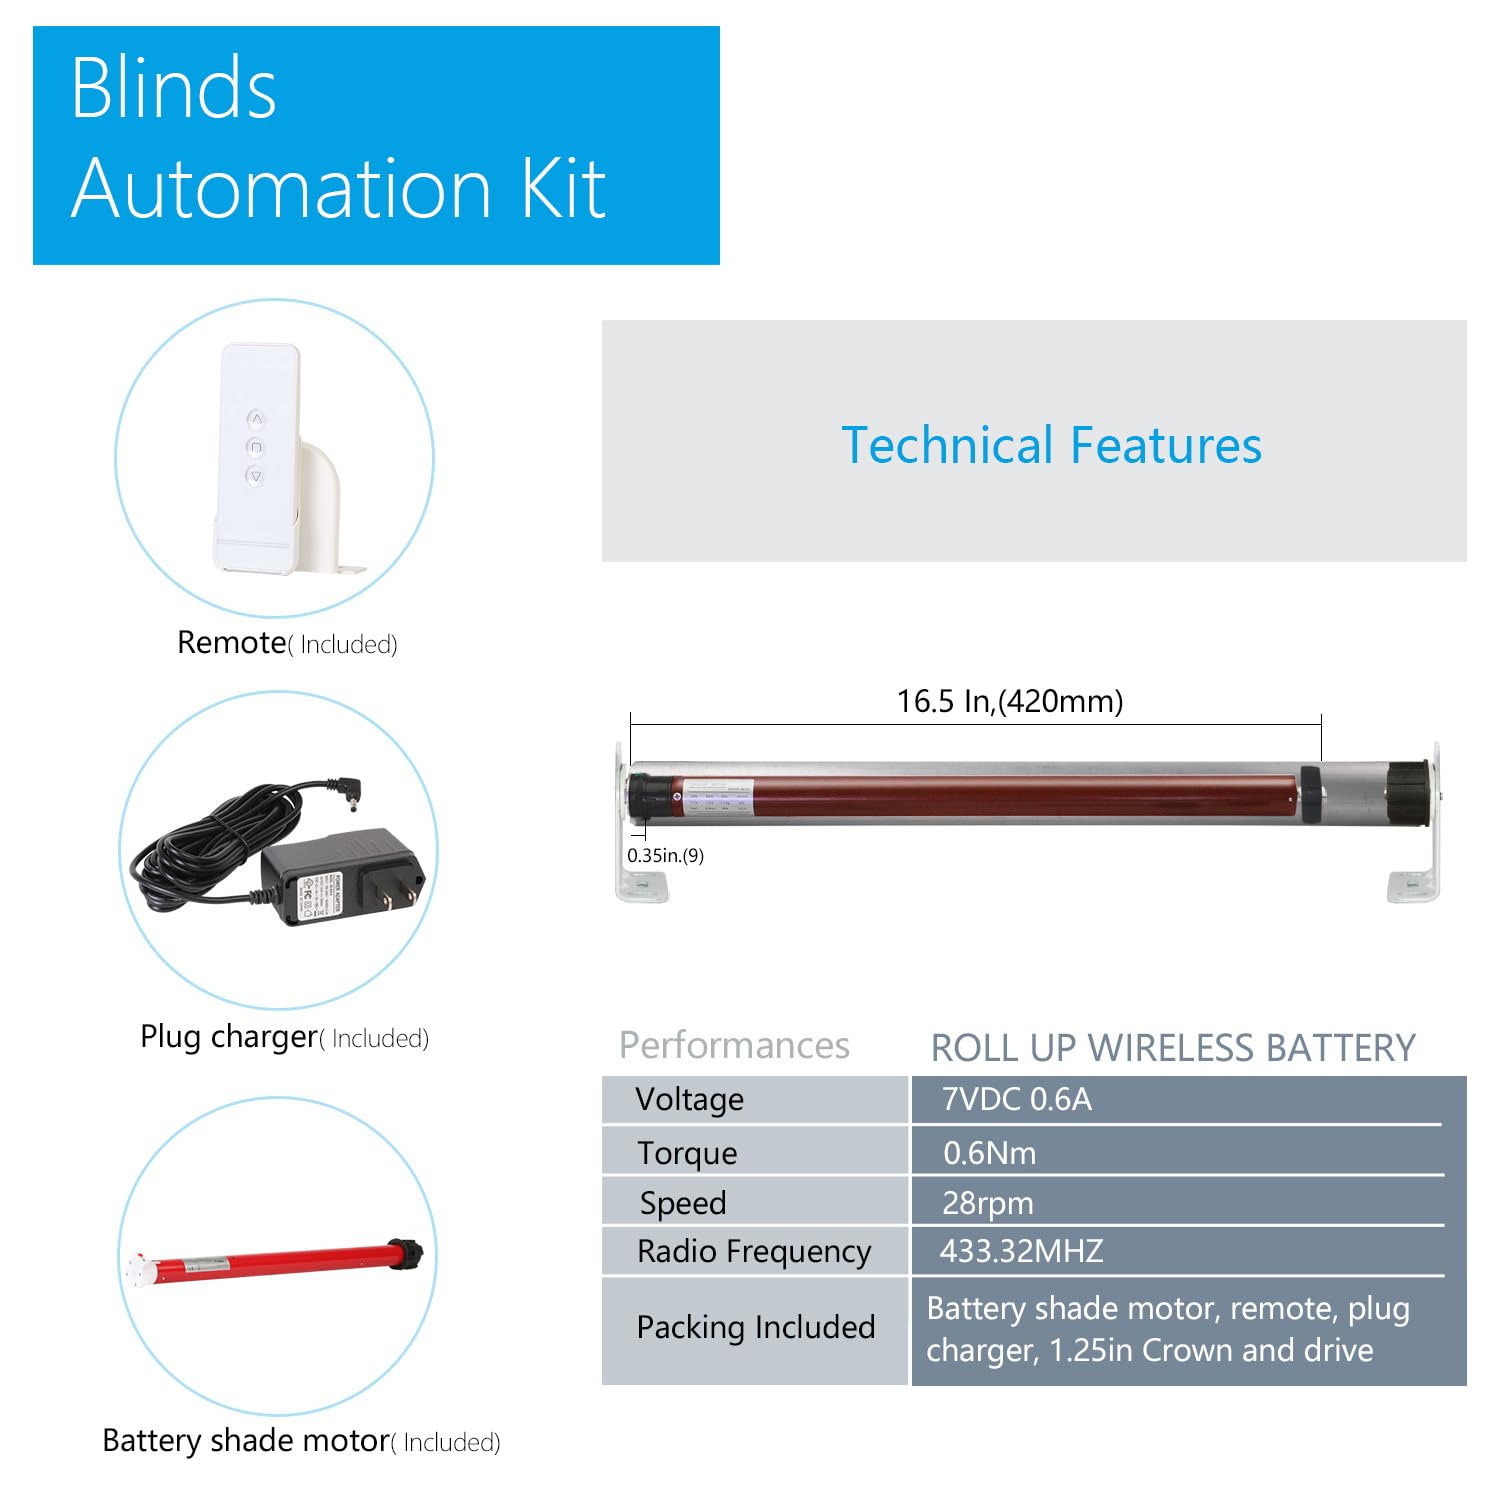 Blinds
Automation Kit
Remote( Included)
Plug charger( Included)
Battery shade motor( Included)
Technical Features
16.5 In,(420mm)
0.35in.(9)
Performances ROLL UP WIRELESS BATTERY
Voltage 7VDC 0.6A
Torque 0.6Nm
Speed 28rpm
Radio Frequency 433.32MHZ
Packing Included Battery shade motor, remote, plug
charger, 1.25in Crown and drive
POWER ADAPTER